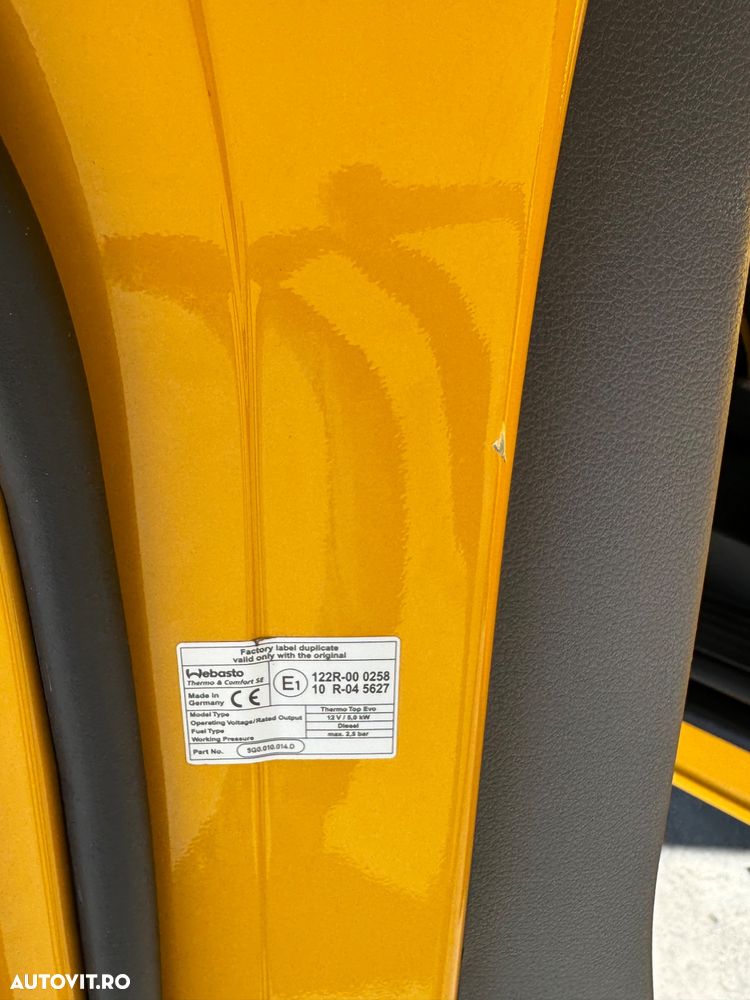 Factory label duplicate
valid only with the original
Webasto
Thermo & Comfort SE
Made in
Germany CE
E1
122R-00 0258
10 R-04 5627
Model Type Thermo Top Evo
Operating Voltage/Rated Output 12 V / 5,0 kW
Fuel Type Diesel
Working Pressure max. 2,5 bar
Part No. 5Q0.010.014.D
AUTOVIT.RO